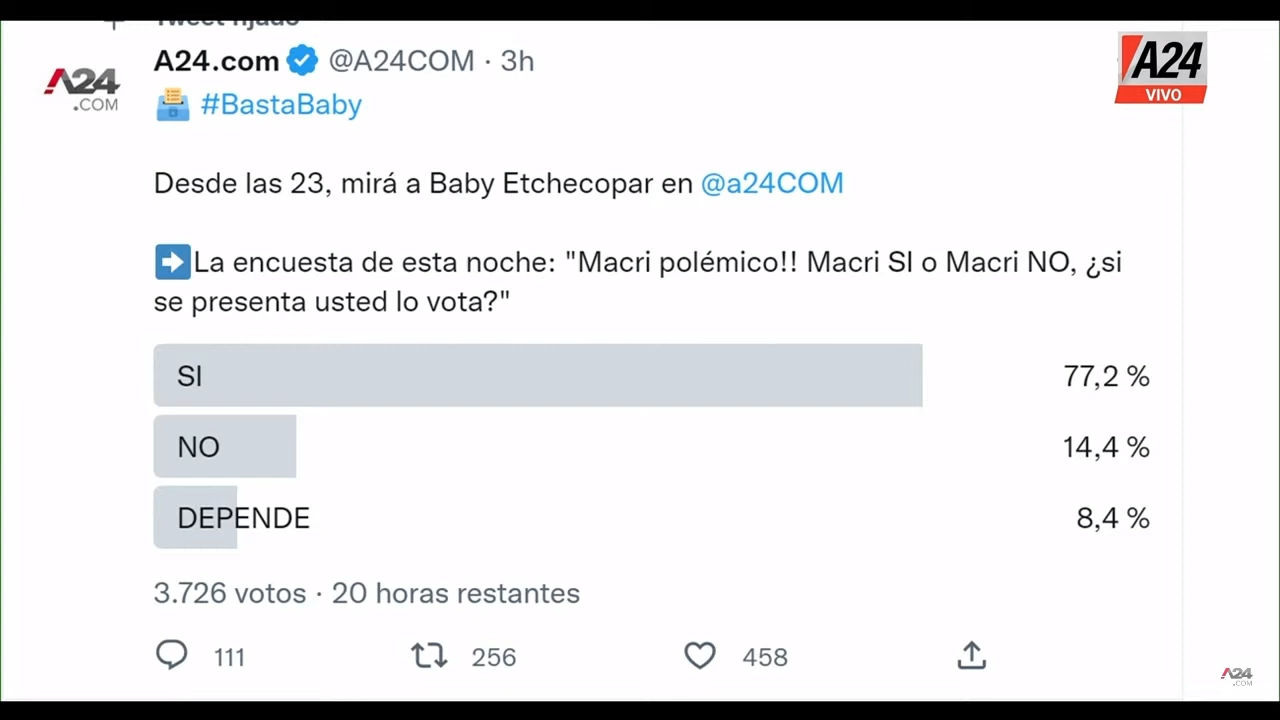 Tweet fijado
A24.com @A24COM · 3h
#BastaBaby
Desde las 23, mirá a Baby Etchecopar en @a24COM
La encuesta de esta noche: "Macri polémico!! Macri SI o Macri NO, ¿si
se presenta usted lo vota?"
SI 77,2 %
NO 14,4 %
DEPENDE 8,4 %
3.726 votos · 20 horas restantes
111 256 458
A24
.COM
A24
VIVO
A24
.COM